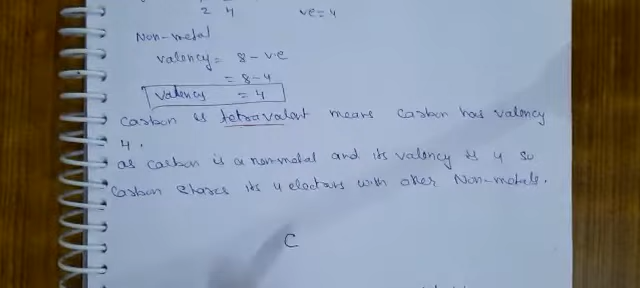 2 4 ve=4
Non-metal
valency = 8-ve
= 8-4
valency = 4
Carbon is tetravalent means Carbon has valency
4.
as carbon is a nonmetal and its valency is 4 so
Carbon shares its 4 electrons with other Non-metals.
C